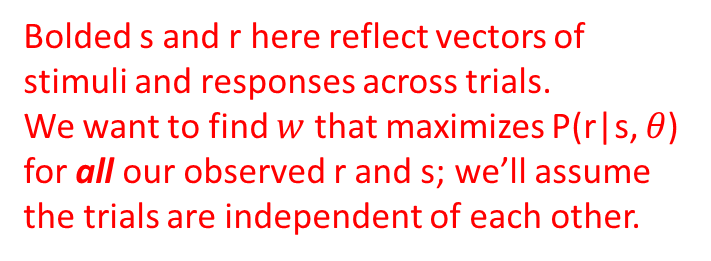 Bolded s and r here reflect vectors of
stimuli and responses across trials.
We want to find w that maximizes P(r|s, θ)
for all our observed r and s; we’ll assume
the trials are independent of each other.